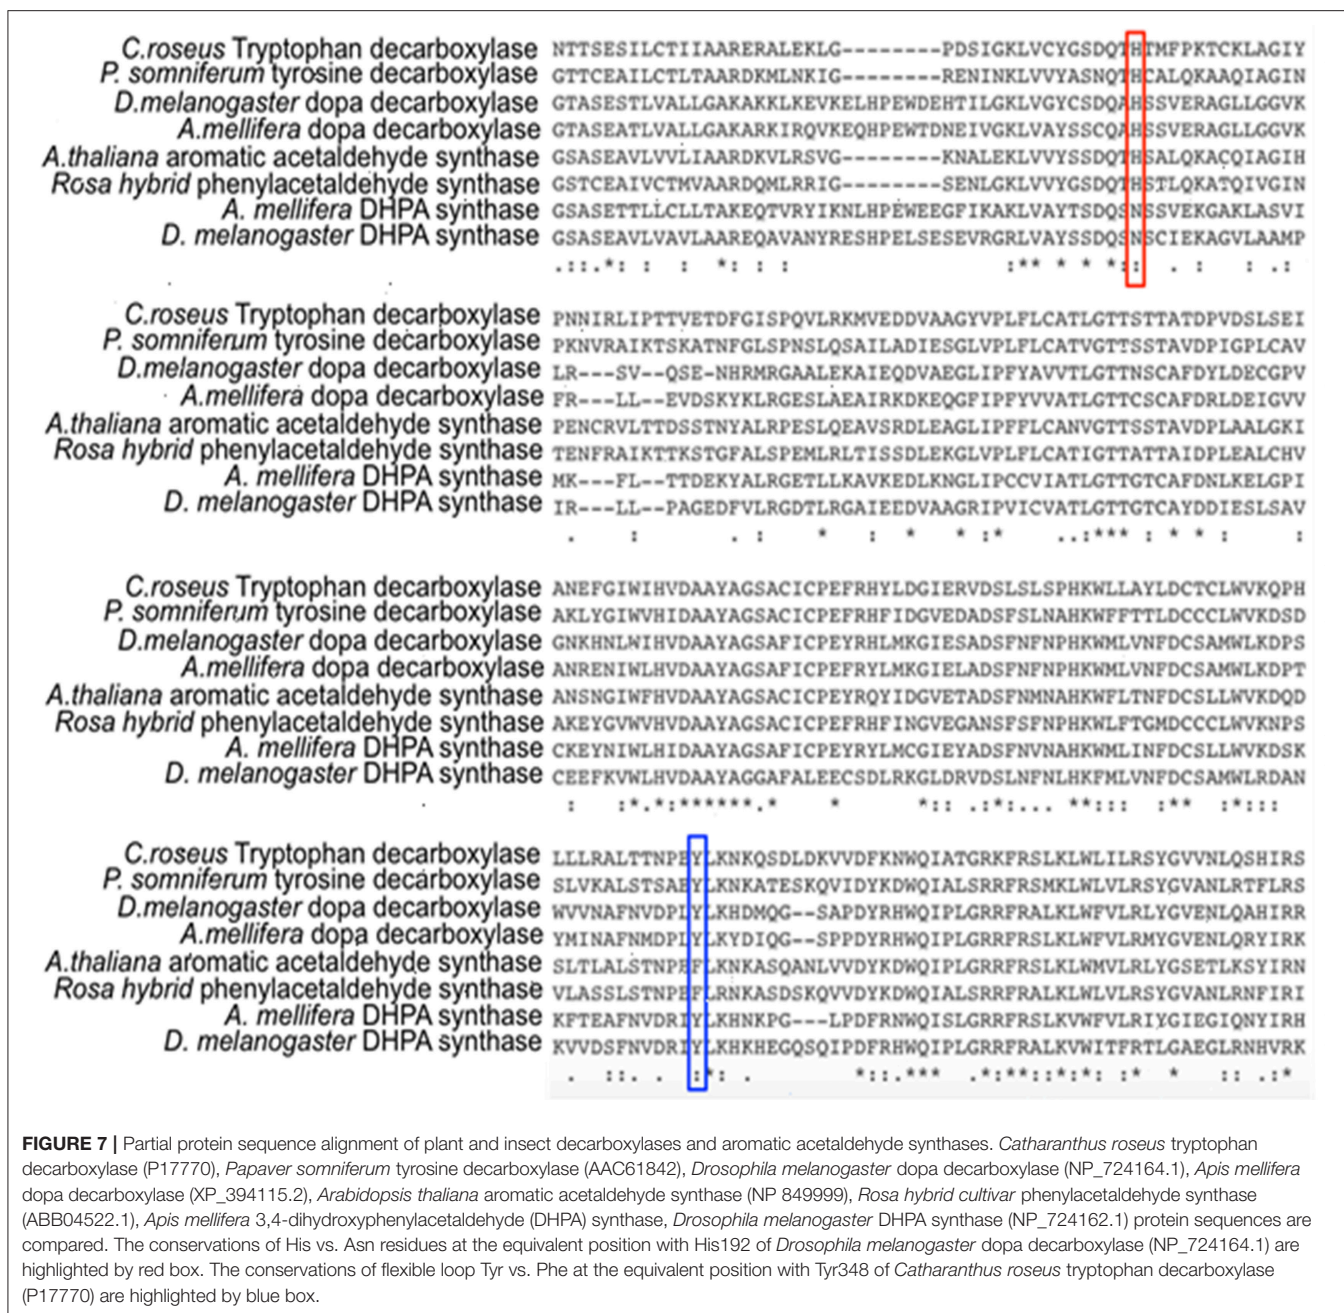 C.roseus Tryptophan decarboxylase NTTSESILCTIIAARERALEKLG--------PDSIGKLVCYGSDQTHTMFPKTCKLAGIY
P. somniferum tyrosine decarboxylase GTTCEAILCTLTAARDKMLNKIG--------RENINKLVVYASNQTHCALQKAAQIAGIN
D.melanogaster dopa decarboxylase GTASESTLVALLGAKAKKLKEVKELHPEWDEHTILGKLVGYCSDQAHSSVERAGLLGGVK
A.mellifera dopa decarboxylase GTASEATLVALLGAKARKIRQVKEQHPEWTDNEIVGKLVAYSSCQAHSSVERAGLLGGVK
A.thaliana aromatic acetaldehyde synthase GSASEAVLVVLIAARDKVLRSVG--------KNALEKLVVYSSDQTHSALQKACQIAGIH
Rosa hybrid phenylacetaldehyde synthase GSTCEAIVCTMVAARDQMLRRIG--------SENLGKLVVYGSDQTHSTLQKATQIVGIN
A. mellifera DHPA synthase GSASETTLLCLLTAKEQTVRYIKNLHPEWEEGFIKAKLVAYTSDQSNSSVEKGAKLASVI
D. melanogaster DHPA synthase GSASEAVLVAVLAAREQAVANYRESHPELSESEVRGRLVAYSSDQSNSCIEKAGVLAAMP
.::.*: : : *: : : :** * * *:: . : : .:
C.roseus Tryptophan decarboxylase PNNIRLIPTTVETDFGISPQVLRKMVEDDVAAGYVPLFLCATLGTTSTTATDPVDSLSEI
P. somniferum tyrosine decarboxylase PKNVRAIKTSKATNFGLSPNSLQSAILADIESGLVPLFLCATVGTTSSTAVDPIGPLCAV
D.melanogaster dopa decarboxylase LR---SV--QSE-NHRMRGAALEKAIEQDVAEGLIPFYAVVTLGTTNSCAFDYLDECGPV
A.mellifera dopa decarboxylase FR---LL--EVDSKYKLRGESLAEAIRKDKEQGFIPFYVVATLGTTCSCAFDRLDEIGVV
A.thaliana aromatic acetaldehyde synthase PENCRVLTTDSSTNYALRPESLQEAVSRDLEAGLIPFFLCANVGTTSSTAVDPLAALGKI
Rosa hybrid phenylacetaldehyde synthase TENFRAIKTTKSTGFALSPEMLRLTISSDLEKGLVPLFLCATIGTTATTAIDPLEALCHV
A. mellifera DHPA synthase MK---FL--TTDEKYALRGETLLKAVKEDLKNGLIPCCVIATLGTTGTCAFDNLKELGPI
D. melanogaster DHPA synthase IR---LL--PAGEDFVLRGDTLRGAIEEDVAAGRIPVICVATLGTTGTCAYDDIESLSAV
. : . : * : * * :* ..:*** : * * : :
C.roseus Tryptophan decarboxylase ANEFGIWIHVDAAYAGSACICPEFRHYLDGIERVDSLSLSPHKWLLAYLDCTCLWVKQPH
P. somniferum tyrosine decarboxylase AKLYGIWVHIDAAYAGSACICPEFRHFIDGVEDADSFSLNAHKWFFTTLDCCCLWVKDSD
D.melanogaster dopa decarboxylase GNKHNLWIHVDAAYAGSAFICPEYRHLMKGIESADSFNFNPHKWMLVNFDCSAMWLKDPS
A.mellifera dopa decarboxylase ANRENIWLHVDAAYAGSAFICPEFRYLMKGIELADSFNFNPHKWMLVNFDCSAMWLKDPT
A.thaliana aromatic acetaldehyde synthase ANSNGIWFHVDAAYAGSACICPEYRQYIDGVETADSFNMNAHKWFLTNFDCSLLWVKDQD
Rosa hybrid phenylacetaldehyde synthase AKEYGVWVHVDAAYAGSACICPEFRHFINGVEGANSFSFNPHKWLFTGMDCCCLWVKNPS
A. mellifera DHPA synthase CKEYNIWLHIDAAYAGSAFICPEYRYLMCGIEYADSFNVNAHKWMLINFDCSLLWVKDSK
D. melanogaster DHPA synthase CEEFKVWLHVDAAYAGGAFALEECSDLRKGLDRVDSLNFNLHKFMLVNFDCSAMWLRDAN
: :*.*:******.* * *:: .:*:... **::: :** :*:::
C.roseus Tryptophan decarboxylase LLLRALTTNPEYLKNKQSDLDKVVDFKNWQIATGRKFRSLKLWLILRSYGVVNLQSHIRS
P. somniferum tyrosine decarboxylase SLVKALSTSAEYLKNKATESKQVIDYKDWQIALSRRFRSMKLWLVLRSYGVANLRTFLRS
D.melanogaster dopa decarboxylase WVVNAFNVDPLYLKHDMQG--SAPDYRHWQIPLGRRFRALKLWFVLRLYGVENLQAHIRR
A.mellifera dopa decarboxylase YMINAFNMDPLYLKYDIQG--SPPDYRHWQIPLGRRFRSLKLWFVLRMYGVENLQRYIRK
A.thaliana aromatic acetaldehyde synthase SLTLALSTNPEFLKNKASQANLVVDYKDWQIPLGRRFRSLKLWMVLRLYGSETLKSYIRN
Rosa hybrid phenylacetaldehyde synthase VLASSLSTNPEFLRNKASDSKQVVDYKDWQIALSRRFRALKLWLVLRSYGVANLRNFIRI
A. mellifera DHPA synthase KFTEAFNVDRIYLKHNKPG---LPDFRNWQISLGRRFRSLKVWFVLRIYGIEGIQNYIRH
D. melanogaster DHPA synthase KVVDSFNVDRIYLKHKHEGQSQIPDFRHWQIPLGRRFRALKVWITFRTLGAEGLRNHVRK
. ::. . :*: . *::.*** .*:**::*:*: :* * :: .:*
FIGURE 7 | Partial protein sequence alignment of plant and insect decarboxylases and aromatic acetaldehyde synthases. Catharanthus roseus tryptophan
decarboxylase (P17770), Papaver somniferum tyrosine decarboxylase (AAC61842), Drosophila melanogaster dopa decarboxylase (NP_724164.1), Apis mellifera
dopa decarboxylase (XP_394115.2), Arabidopsis thaliana aromatic acetaldehyde synthase (NP 849999), Rosa hybrid cultivar phenylacetaldehyde synthase
(ABB04522.1), Apis mellifera 3,4-dihydroxyphenylacetaldehyde (DHPA) synthase, Drosophila melanogaster DHPA synthase (NP_724162.1) protein sequences are
compared. The conservations of His vs. Asn residues at the equivalent position with His192 of Drosophila melanogaster dopa decarboxylase (NP_724164.1) are
highlighted by red box. The conservations of flexible loop Tyr vs. Phe at the equivalent position with Tyr348 of Catharanthus roseus tryptophan decarboxylase
(P17770) are highlighted by blue box.